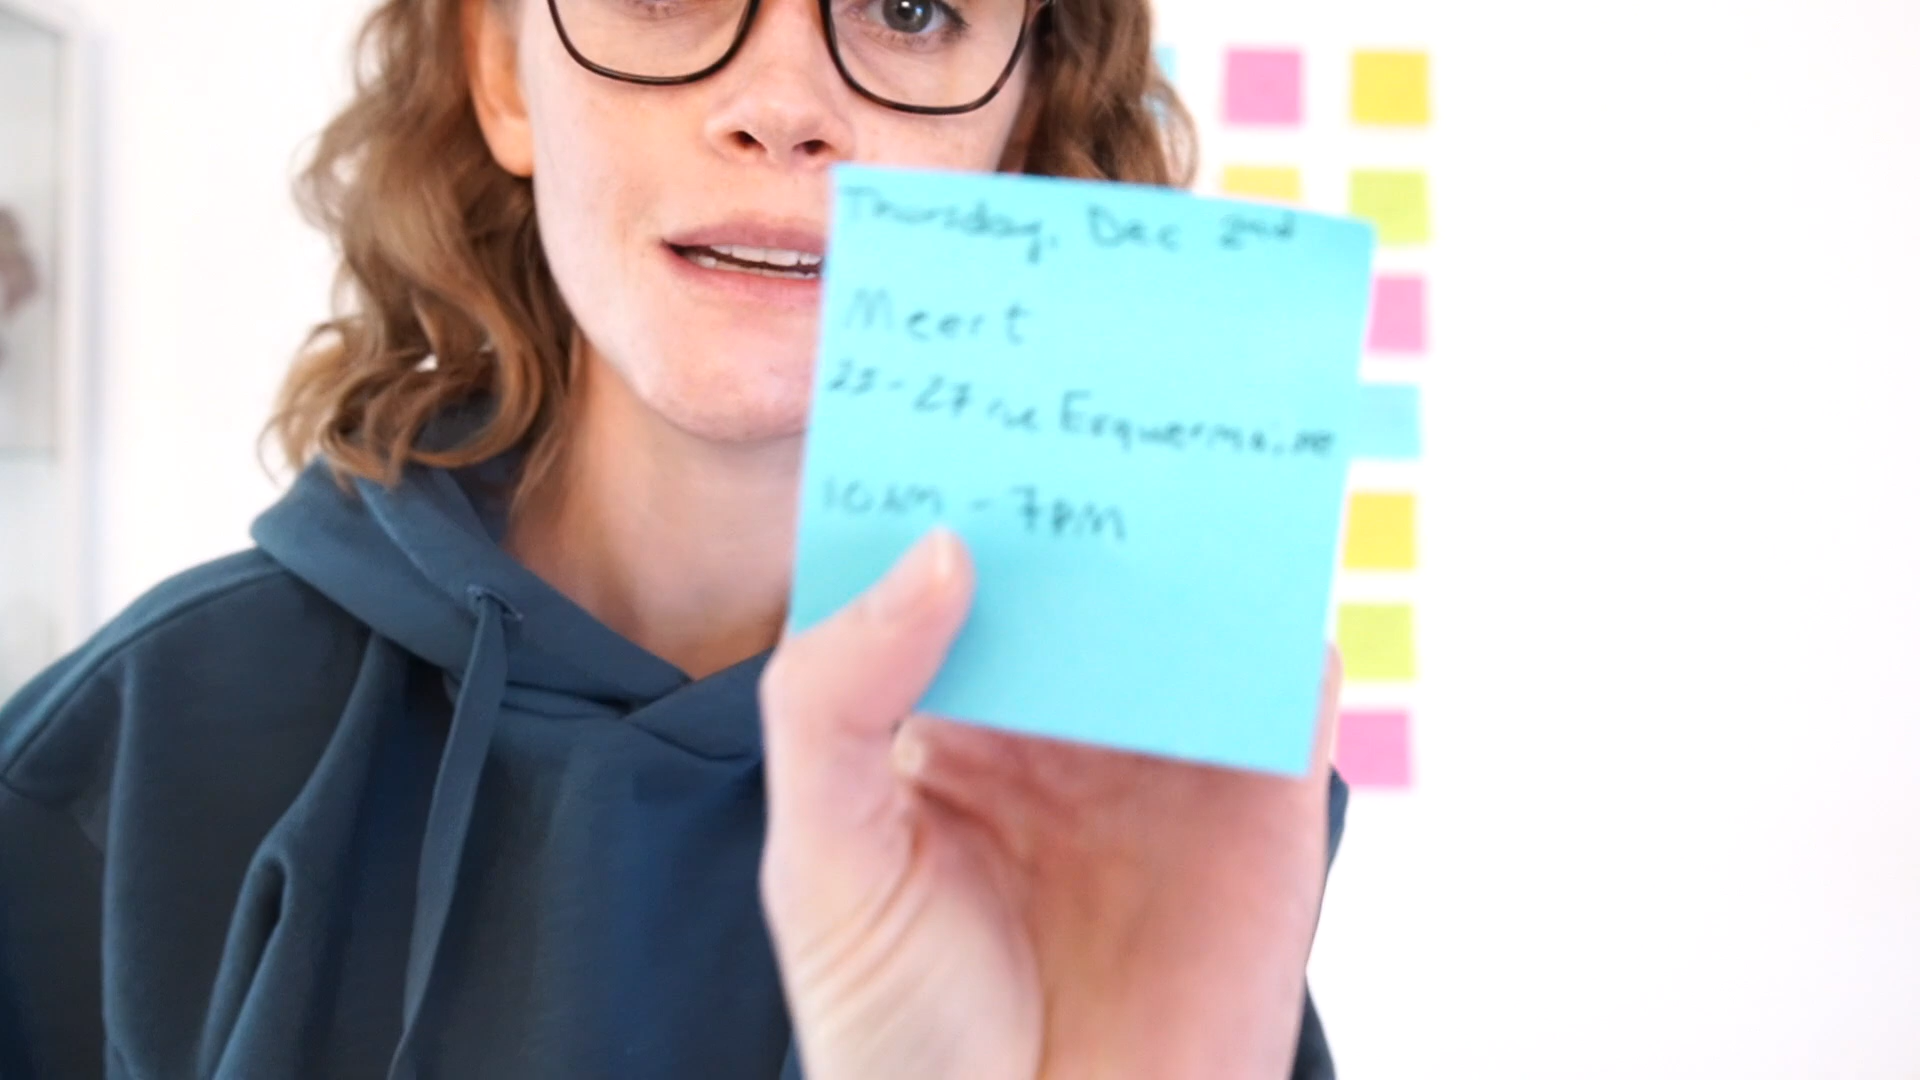 Thursday, Dec 2nd
Meert
25-27 rue Esquermoise
10AM - 7PM